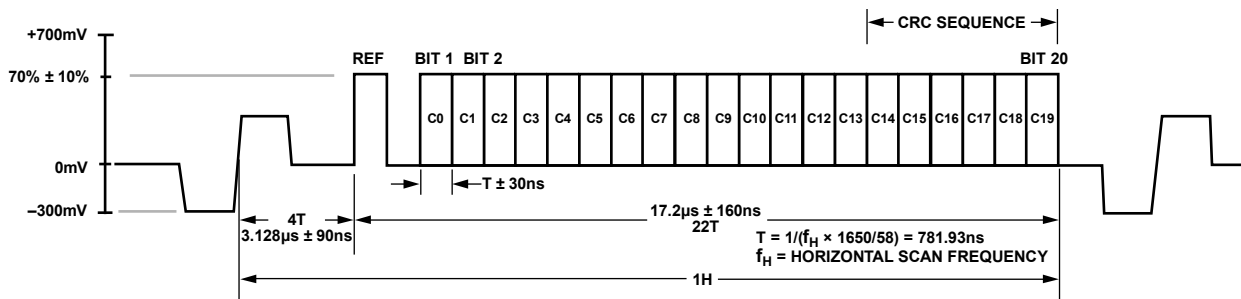 CRC SEQUENCE
+700mV
REF
BIT 1
BIT 2
BIT 20
70% ± 10%
C0 C1 C2 C3 C4 C5 C6 C7 C8 C9 C10 C11 C12 C13 C14 C15 C16 C17 C18 C19
0mV
T ± 30ns
–300mV
4T
3.128µs ± 90ns
17.2µs ± 160ns
22T
T = 1/(fH × 1650/58) = 781.93ns
fH = HORIZONTAL SCAN FREQUENCY
1H